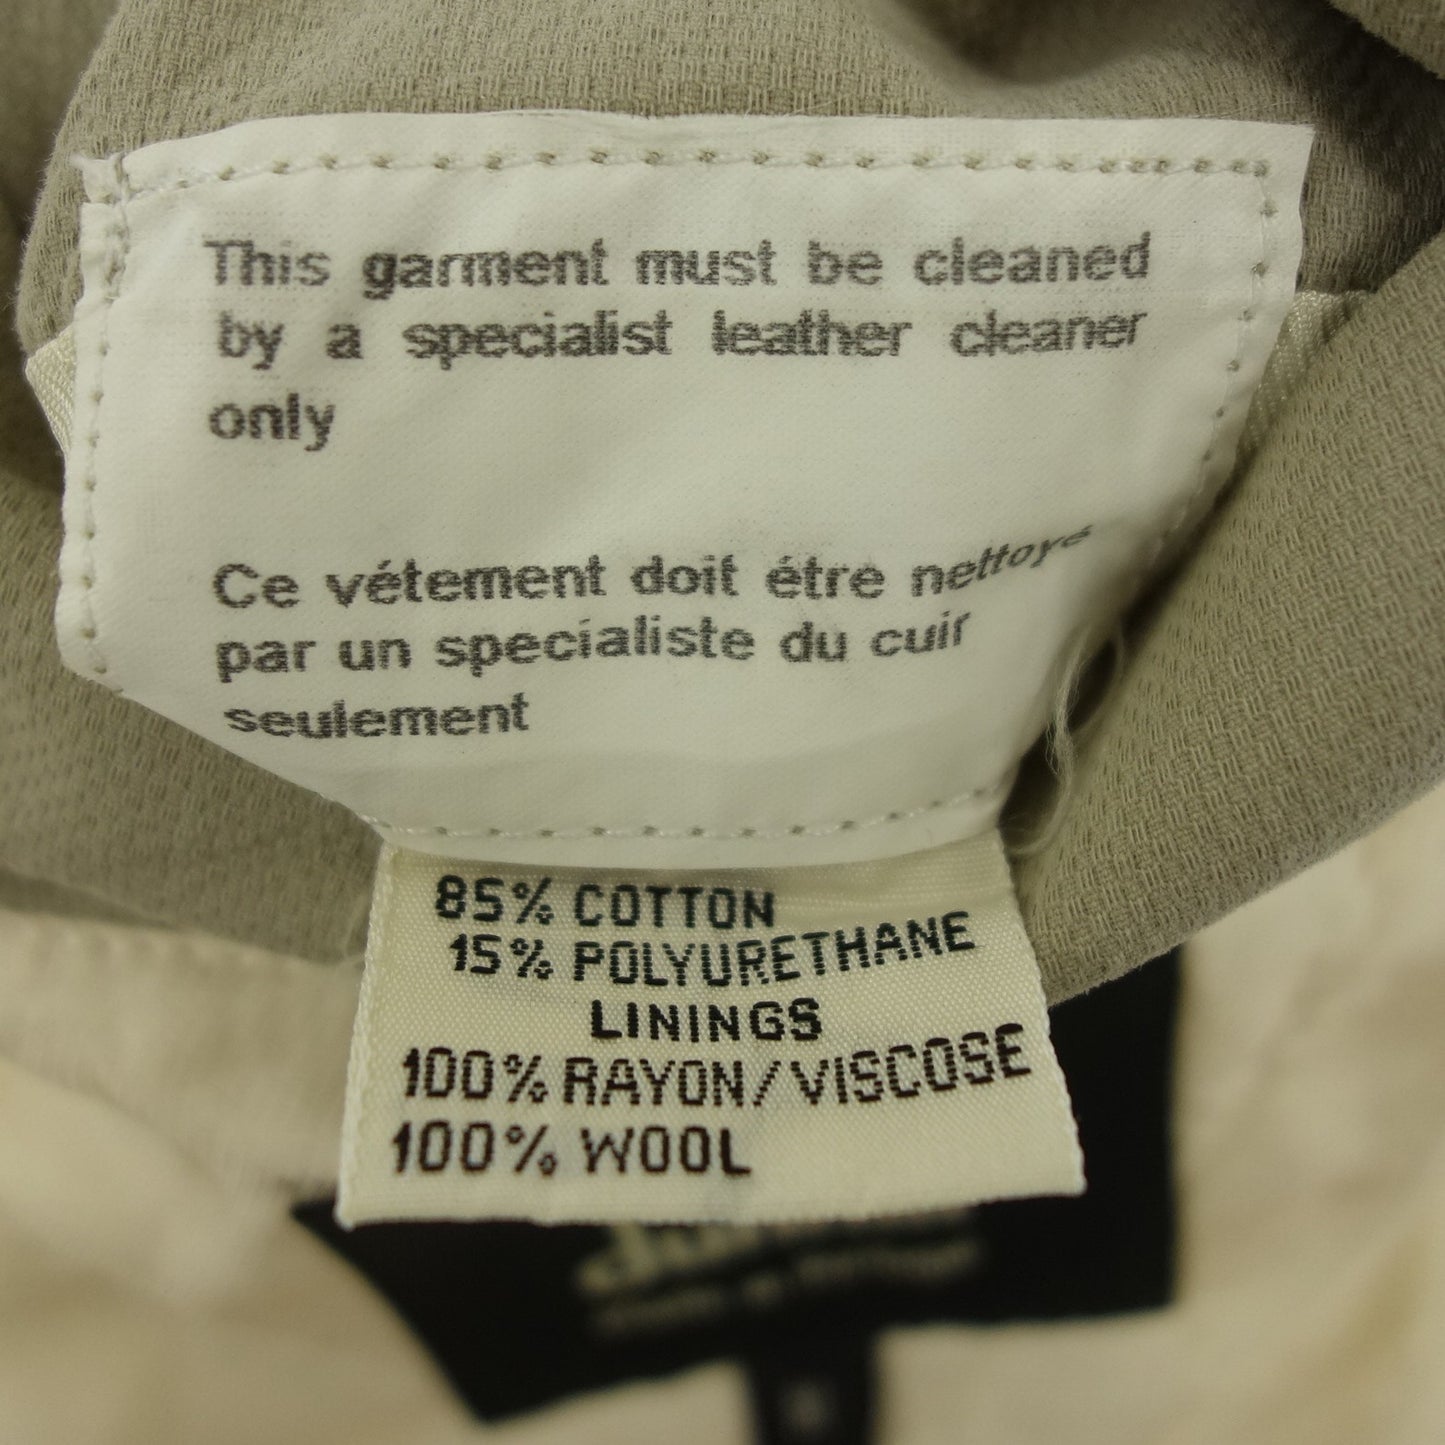 This garment must be cleaned
by a specialist leather cleaner
only
Ce vétement doit étre nettoyé
par un specialiste du cuir
seulement
85% COTTON
15% POLYURETHANE
LININGS
100% RAYON/VISCOSE
100% WOOL